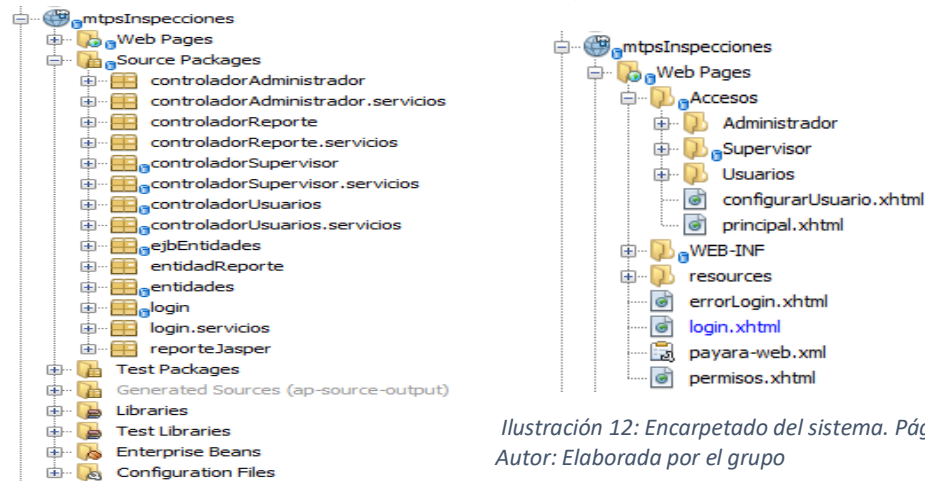 mtpsInspecciones
Web Pages
Source Packages
controladorAdministrador
controladorAdministrador.servicios
controladorReporte
controladorReporte.servicios
controladorSupervisor
controladorSupervisor.servicios
controladorUsuarios
controladorUsuarios.servicios
ejbEntidades
entidadReporte
entidades
login
login.servicios
reporteJasper
Test Packages
Generated Sources (ap-source-output)
Libraries
Test Libraries
Enterprise Beans
Configuration Files
mtpsInspecciones
Web Pages
Accesos
Administrador
Supervisor
Usuarios
configurarUsuario.xhtml
principal.xhtml
WEB-INF
resources
errorLogin.xhtml
login.xhtml
payara-web.xml
permisos.xhtml
Ilustración 12: Encarpetado del sistema. Pág
Autor: Elaborada por el grupo